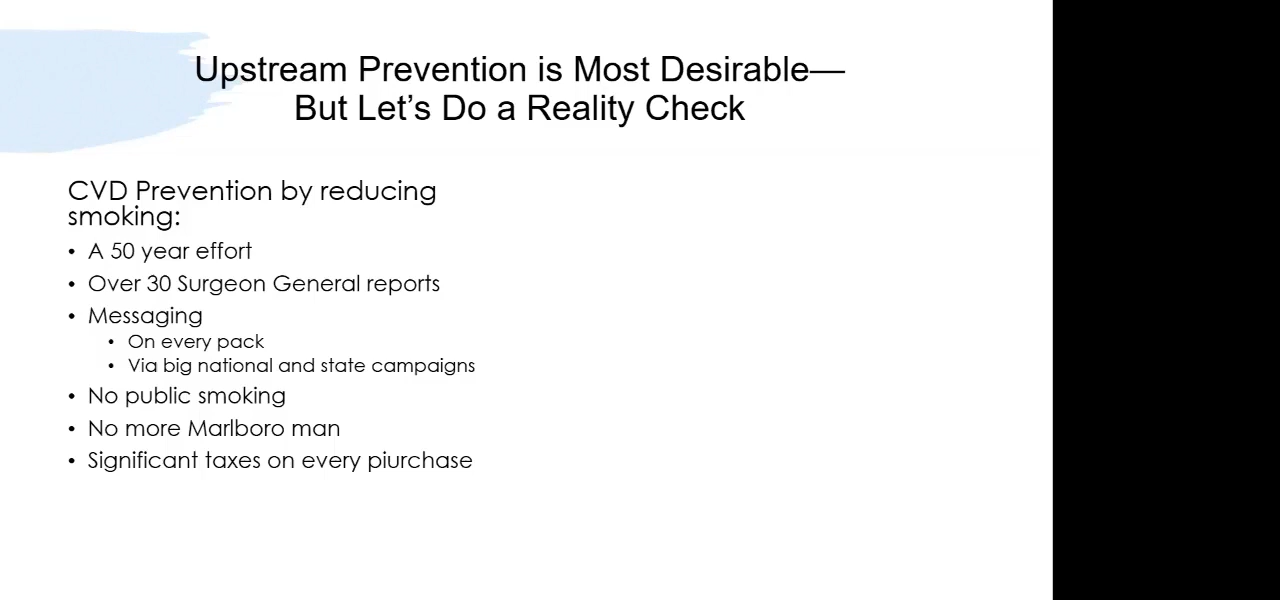 Upstream Prevention is Most Desirable—
But Let’s Do a Reality Check
CVD Prevention by reducing
smoking:
• A 50 year effort
• Over 30 Surgeon General reports
• Messaging
• On every pack
• Via big national and state campaigns
• No public smoking
• No more Marlboro man
• Significant taxes on every piurchase